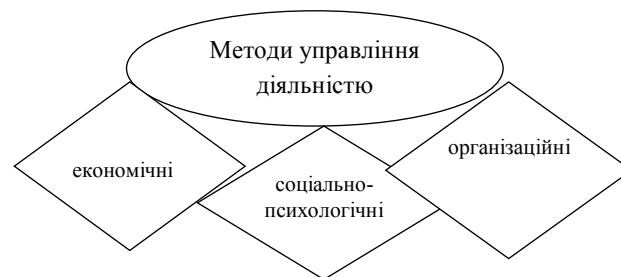 Методи управління
діяльністю
економічні
соціально-
психологічні
організаційні